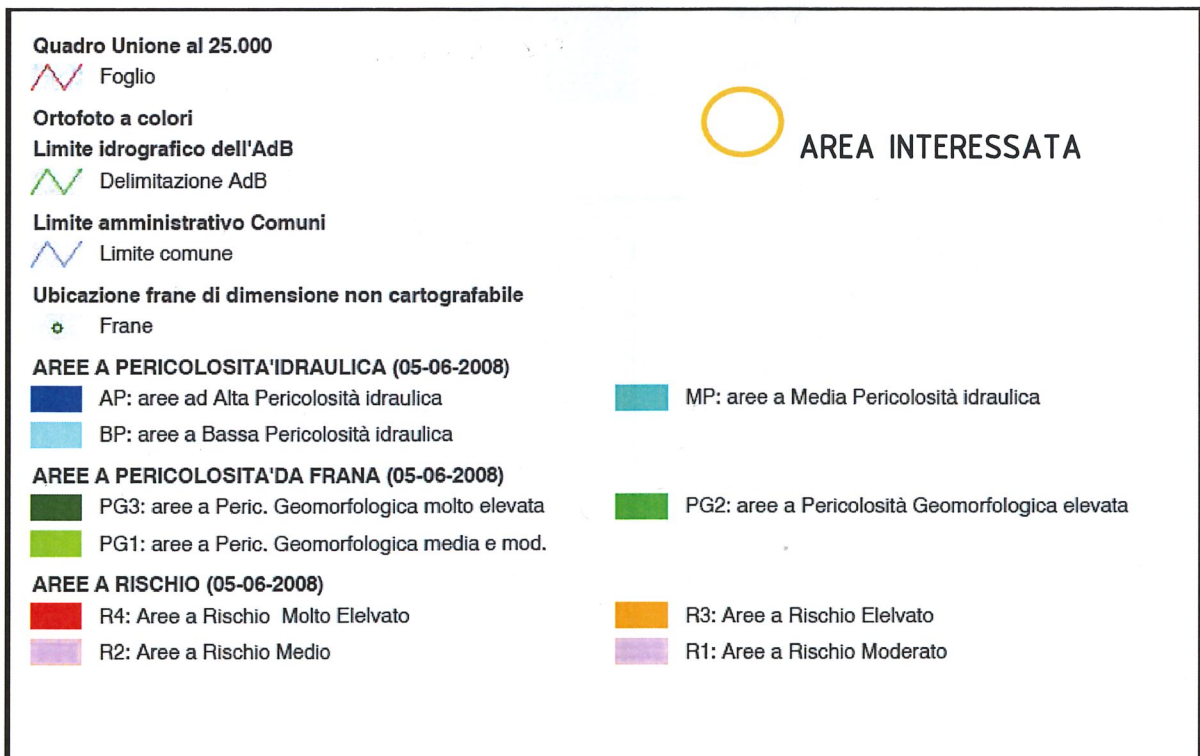 Quadro Unione al 25.000
Foglio
Ortofoto a colori
Limite idrografico dell'AdB
Delimitazione AdB
Limite amministrativo Comuni
Limite comune
Ubicazione frane di dimensione non cartografabile
Frane
AREA INTERESSATA
AREE A PERICOLOSITA'IDRAULICA (05-06-2008)
AP: aree ad Alta Pericolosità idraulica
MP: aree a Media Pericolosità idraulica
BP: aree a Bassa Pericolosità idraulica
AREE A PERICOLOSITA'DA FRANA (05-06-2008)
PG3: aree a Peric. Geomorfologica molto elevata
PG2: aree a Pericolosità Geomorfologica elevata
PG1: aree a Peric. Geomorfologica media e mod.
AREE A RISCHIO (05-06-2008)
R4: Aree a Rischio Molto Elelvato
R3: Aree a Rischio Elelvato
R2: Aree a Rischio Medio
R1: Aree a Rischio Moderato